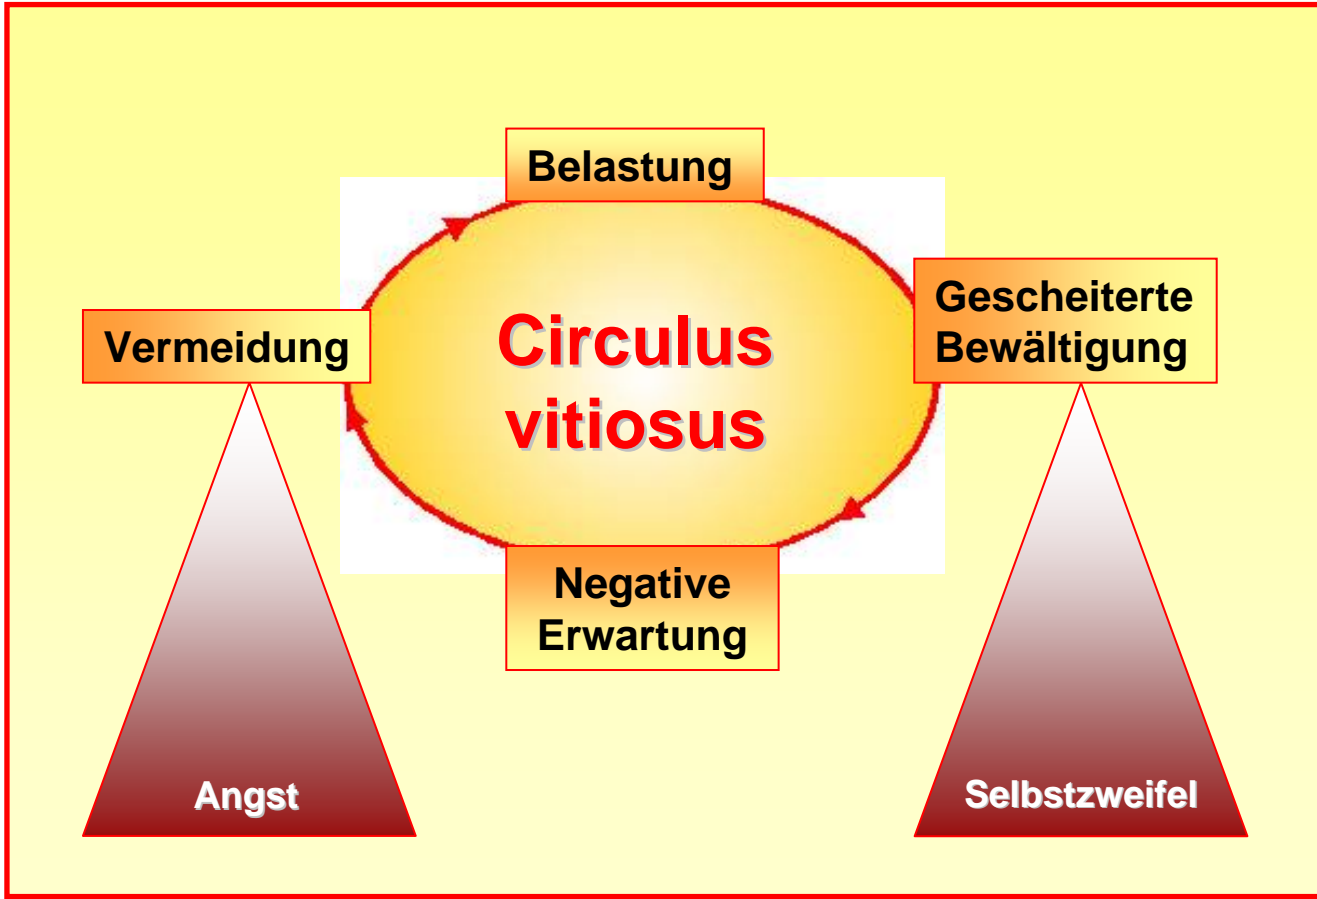 Belastung
Gescheiterte
Bewältigung
Vermeidung
Circulus
vitiosus
Negative
Erwartung
Angst
Selbstzweifel